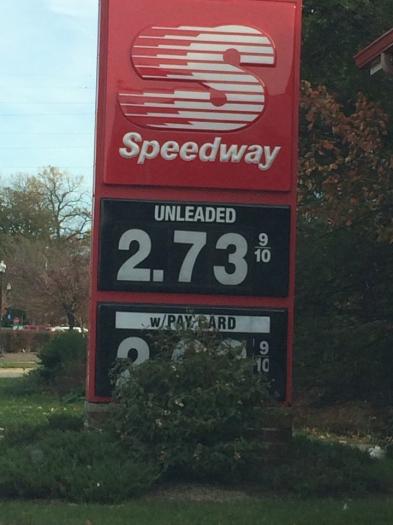 Speedway
UNLEADED
2.73 9/10
w/PAY CARD
9/10